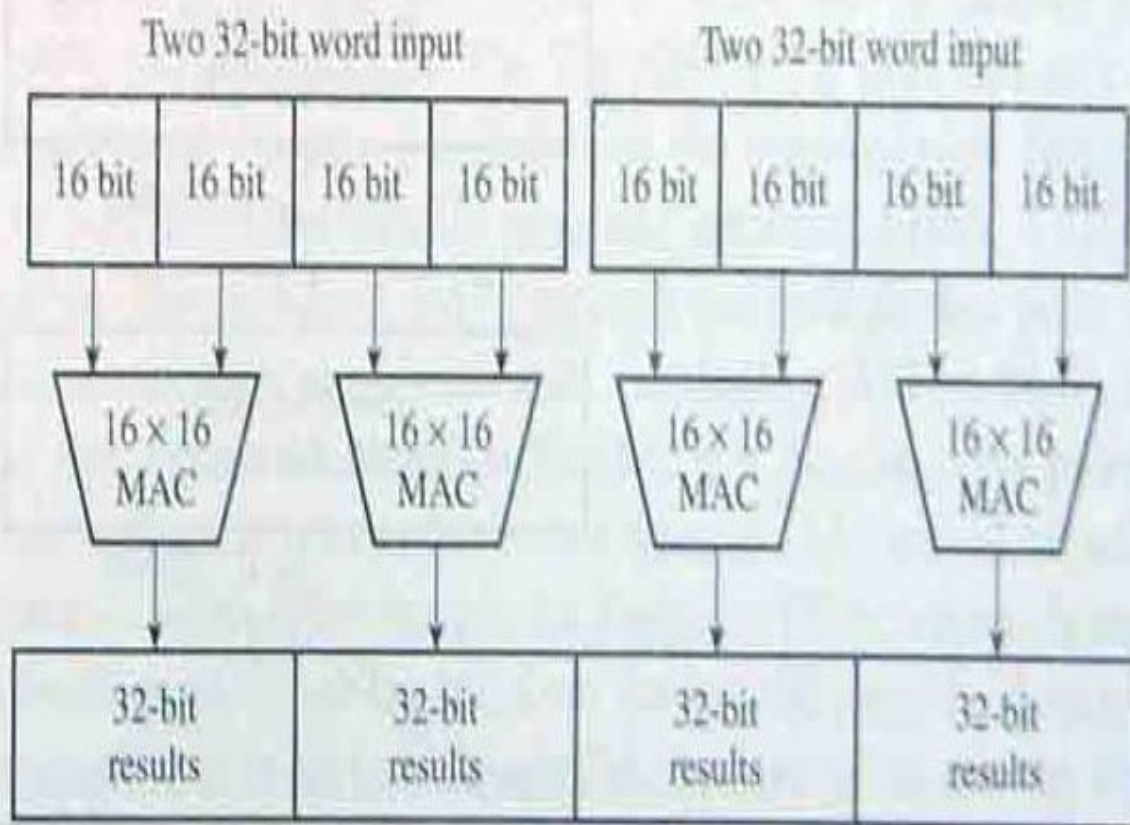 Two 32-bit word input
Two 32-bit word input
16 bit 16 bit 16 bit 16 bit
16 bit 16 bit 16 bit 16 bit
16 × 16
MAC
16 × 16
MAC
16 × 16
MAC
16 × 16
MAC
32-bit
results
32-bit
results
32-bit
results
32-bit
results